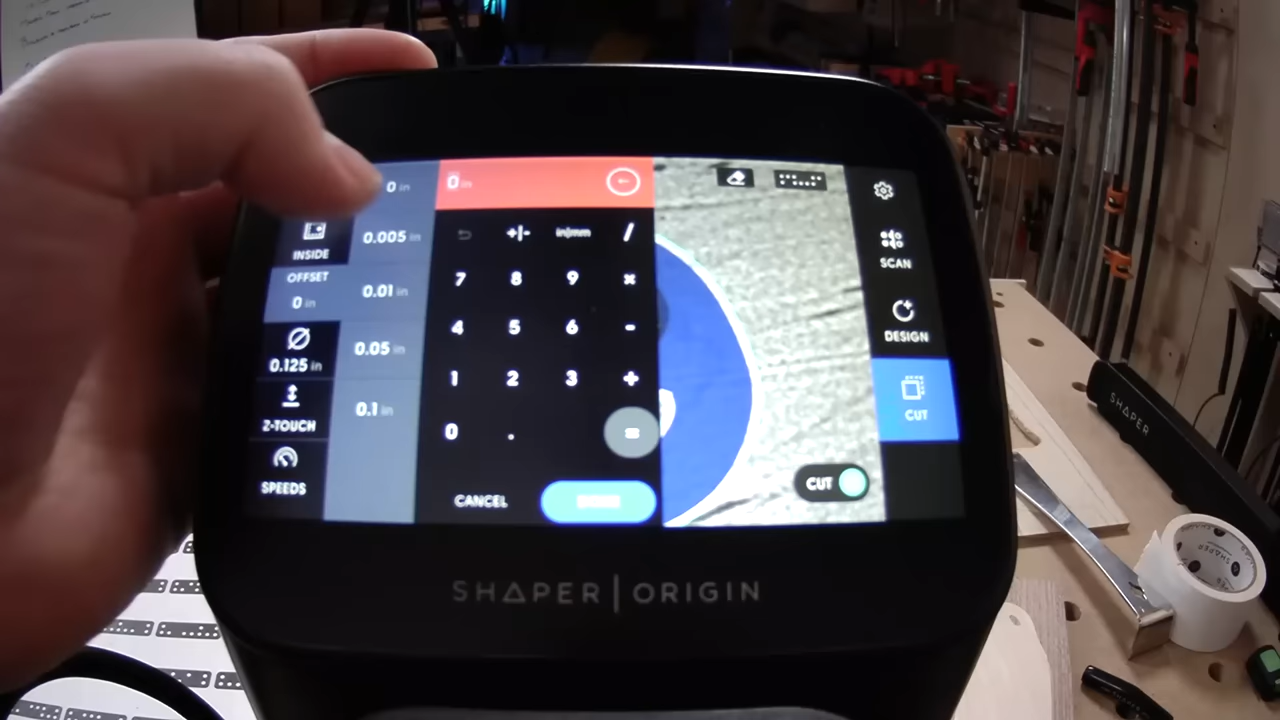 0 in
0.005 in
0.01 in
0.05 in
0.1 in
INSIDE
OFFSET
0 in
0.125 in
Z-TOUCH
SPEEDS
0 in
+|- in|mm /
7 8 9 ×
4 5 6 -
1 2 3 +
0 . =
CANCEL
CUT
SCAN
DESIGN
CUT
SHAPER | ORIGIN
SHAPER
SHAPER